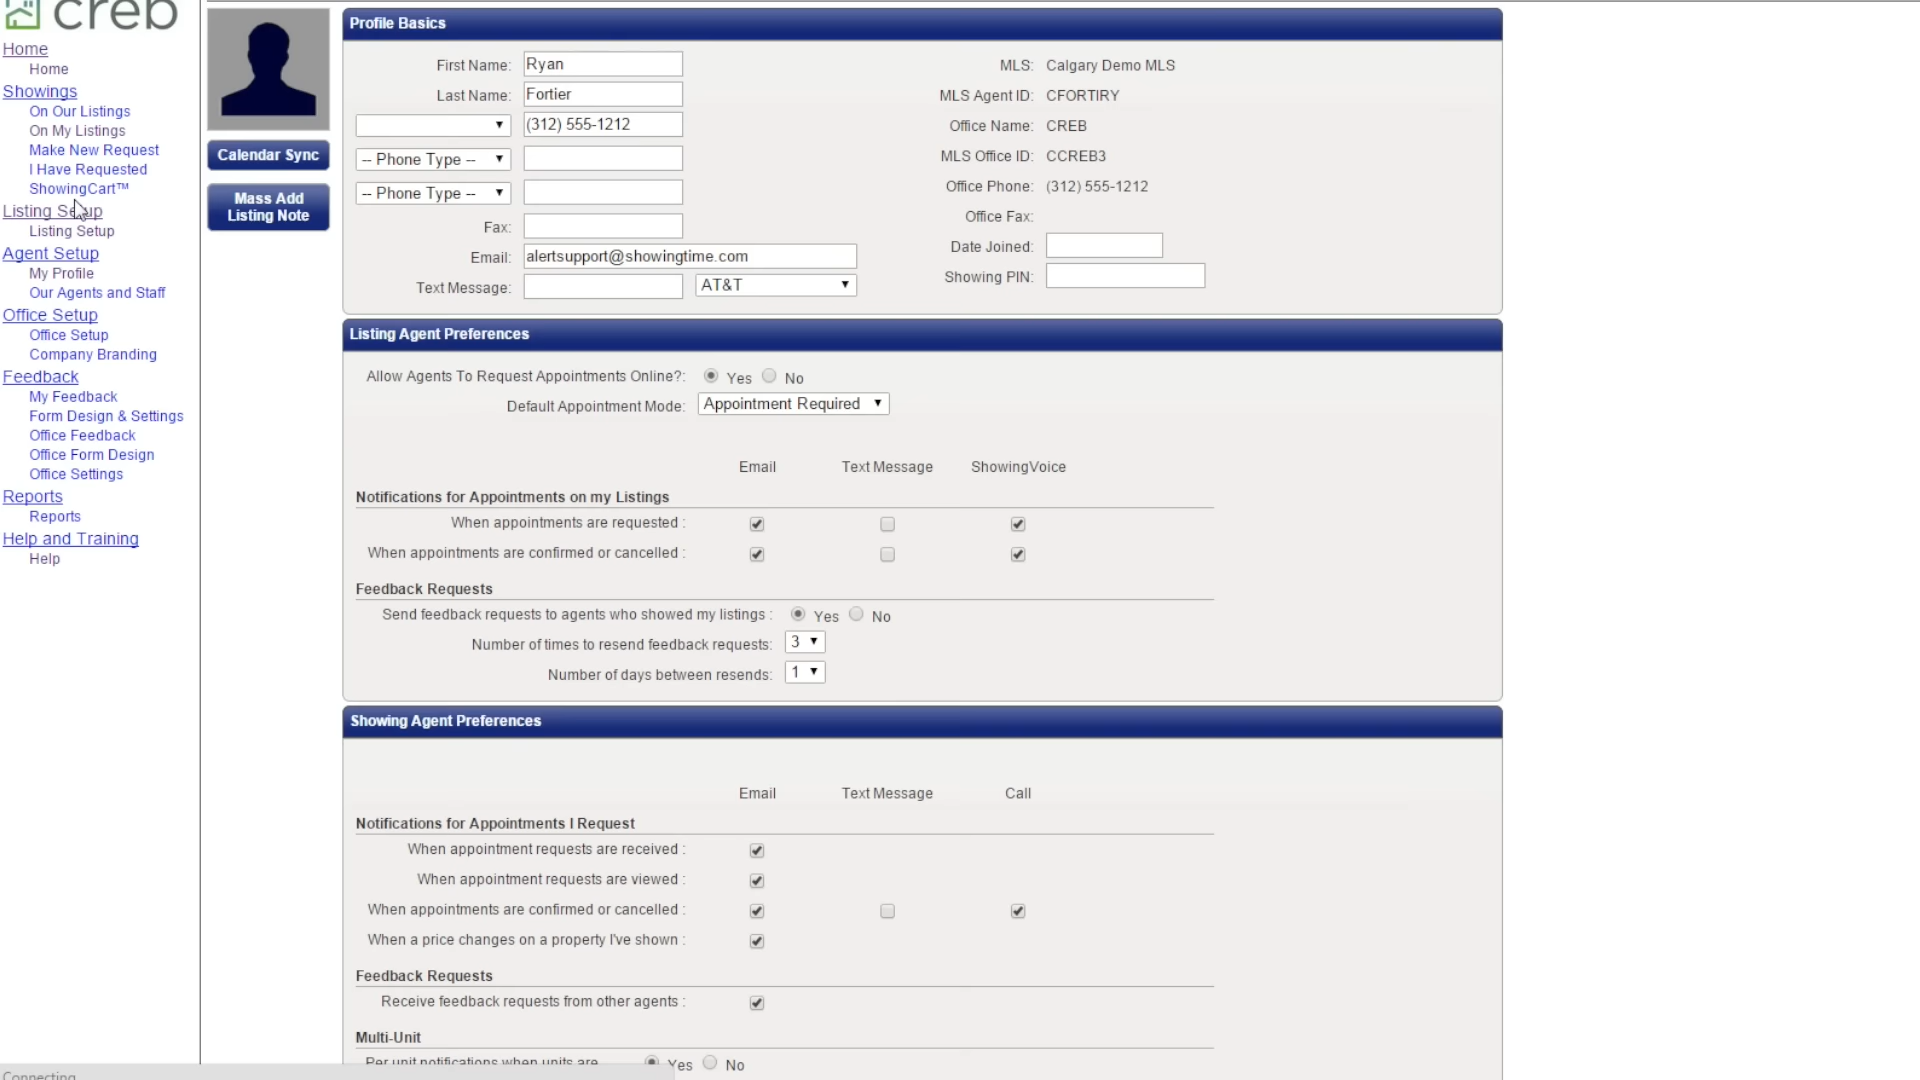 creb
Home
Home
Showings
On Our Listings
On My Listings
Make New Request
I Have Requested
ShowingCart™
Listing Setup
Listing Setup
Agent Setup
My Profile
Our Agents and Staff
Office Setup
Office Setup
Company Branding
Feedback
My Feedback
Form Design & Settings
Office Feedback
Office Form Design
Office Settings
Reports
Reports
Help and Training
Help
Connecting
Calendar Sync
Mass Add
Listing Note
Profile Basics
First Name: Ryan
Last Name: Fortier
(312) 555-1212
-- Phone Type --
-- Phone Type --
Fax:
Email: alertsupport@showingtime.com
Text Message: AT&T
MLS: Calgary Demo MLS
MLS Agent ID: CFORTIRY
Office Name: CREB
MLS Office ID: CCREB3
Office Phone: (312) 555-1212
Office Fax:
Date Joined:
Showing PIN:
Listing Agent Preferences
Allow Agents To Request Appointments Online?: Yes No
Default Appointment Mode: Appointment Required
Email Text Message ShowingVoice
Notifications for Appointments on my Listings
When appointments are requested :
When appointments are confirmed or cancelled :
Feedback Requests
Send feedback requests to agents who showed my listings : Yes No
Number of times to resend feedback requests: 3
Number of days between resends: 1
Showing Agent Preferences
Email Text Message Call
Notifications for Appointments I Request
When appointment requests are received :
When appointment requests are viewed :
When appointments are confirmed or cancelled :
When a price changes on a property I've shown :
Feedback Requests
Receive feedback requests from other agents :
Multi-Unit
Per unit notifications when units are Yes No